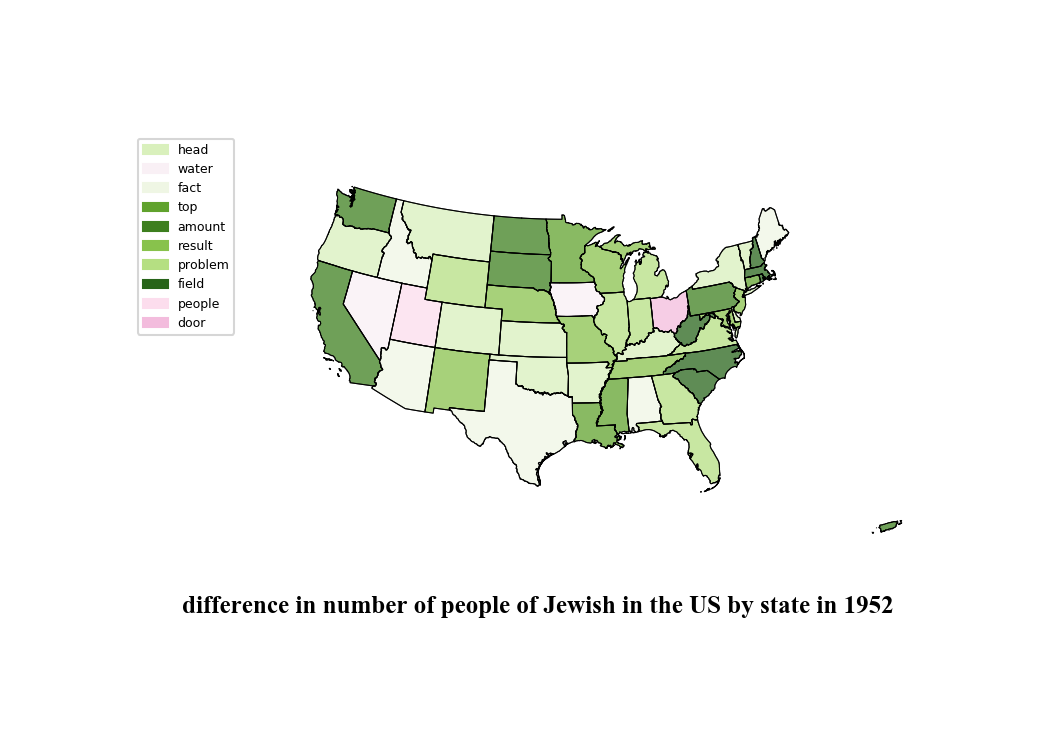 head
water
fact
top
amount
result
problem
field
people
door
difference in number of people of Jewish in the US by state in 1952